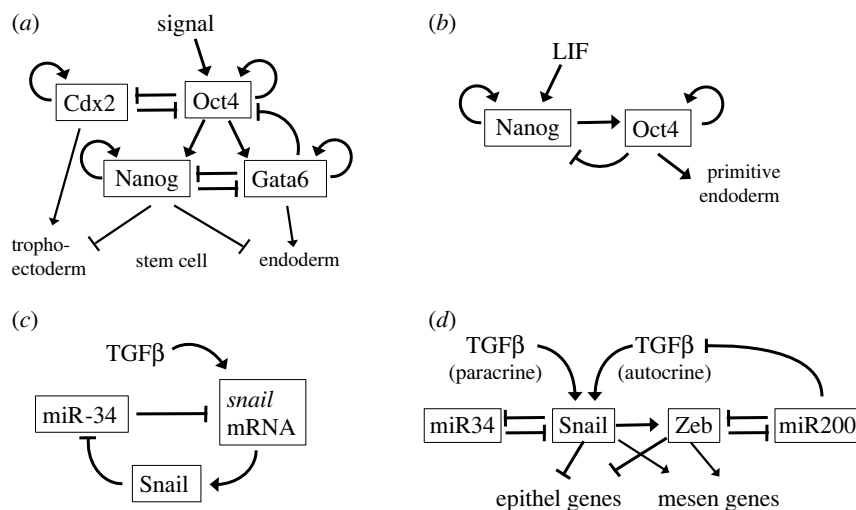 (a)
signal
Cdx2
Oct4
Nanog
Gata6
tropho-
ectoderm
stem cell
endoderm
(b)
LIF
Nanog
Oct4
primitive
endoderm
(c)
TGFβ
miR-34
snail
mRNA
Snail
(d)
TGFβ
(paracrine)
TGFβ
(autocrine)
miR34
Snail
Zeb
miR200
epithel genes
mesen genes